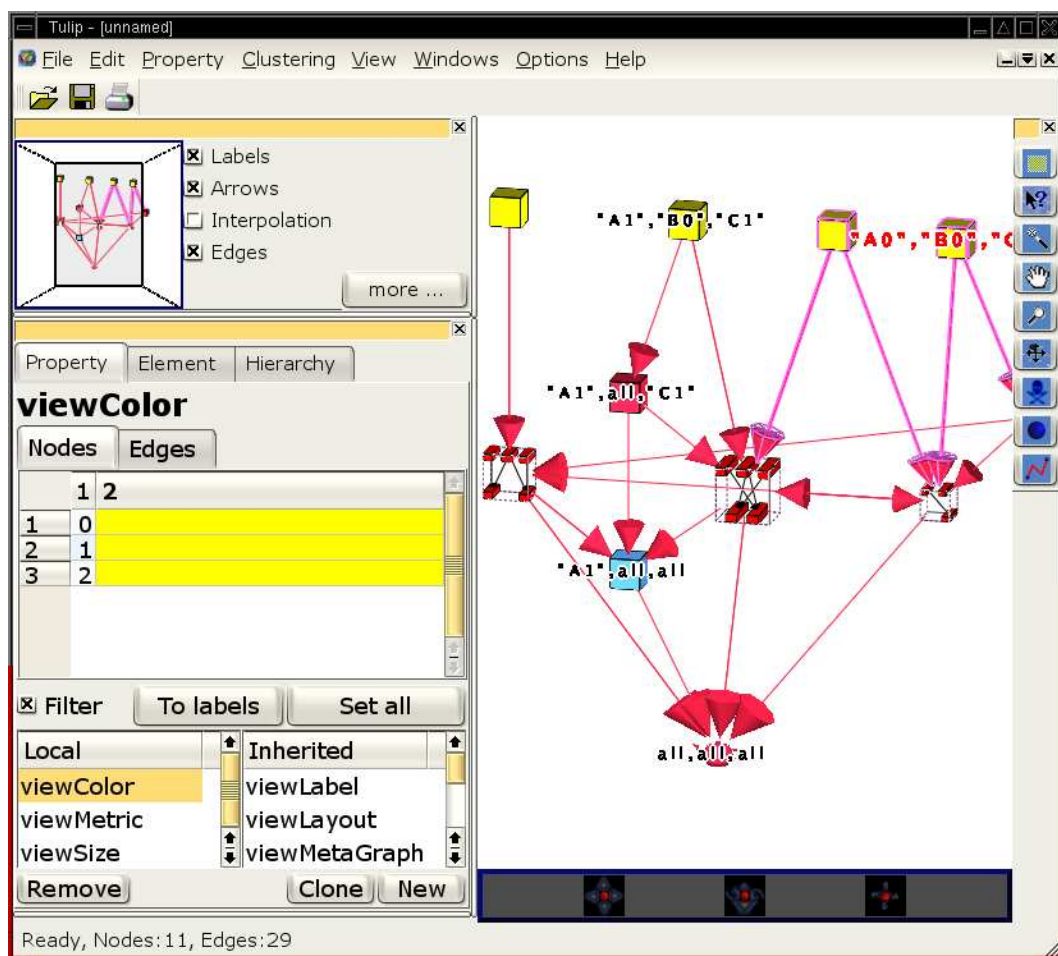 Tulip - [unnamed]
File Edit Property Clustering View Windows Options Help
Labels
Arrows
Interpolation
Edges
more ...
Property Element Hierarchy
viewColor
Nodes Edges
1 2
1 0
2 1
3 2
Filter To labels Set all
Local Inherited
viewColor viewLabel
viewMetric viewLayout
viewSize viewMetaGraph
Remove Clone New
Ready, Nodes:11, Edges:29
"A1","B0","C1"
"A0","B0","C
"A1",all,"C1"
"A1",all,all
all,all,all